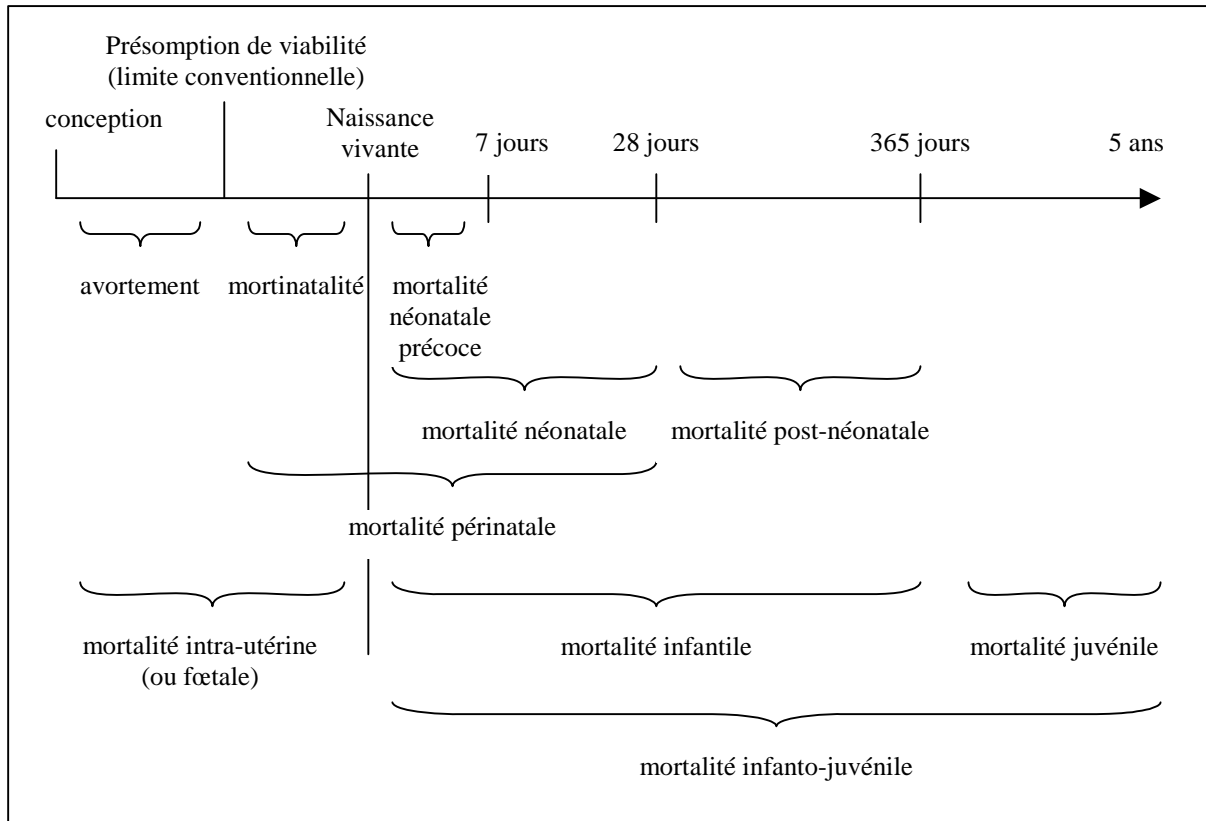 Présomption de viabilité
(limite conventionnelle)
conception
Naissance
vivante
7 jours
28 jours
365 jours
5 ans
avortement
mortinatalité
mortalité
néonatale
précoce
mortalité néonatale
mortalité post-néonatale
mortalité périnatale
mortalité intra-utérine
(ou fœtale)
mortalité infantile
mortalité juvénile
mortalité infanto-juvénile